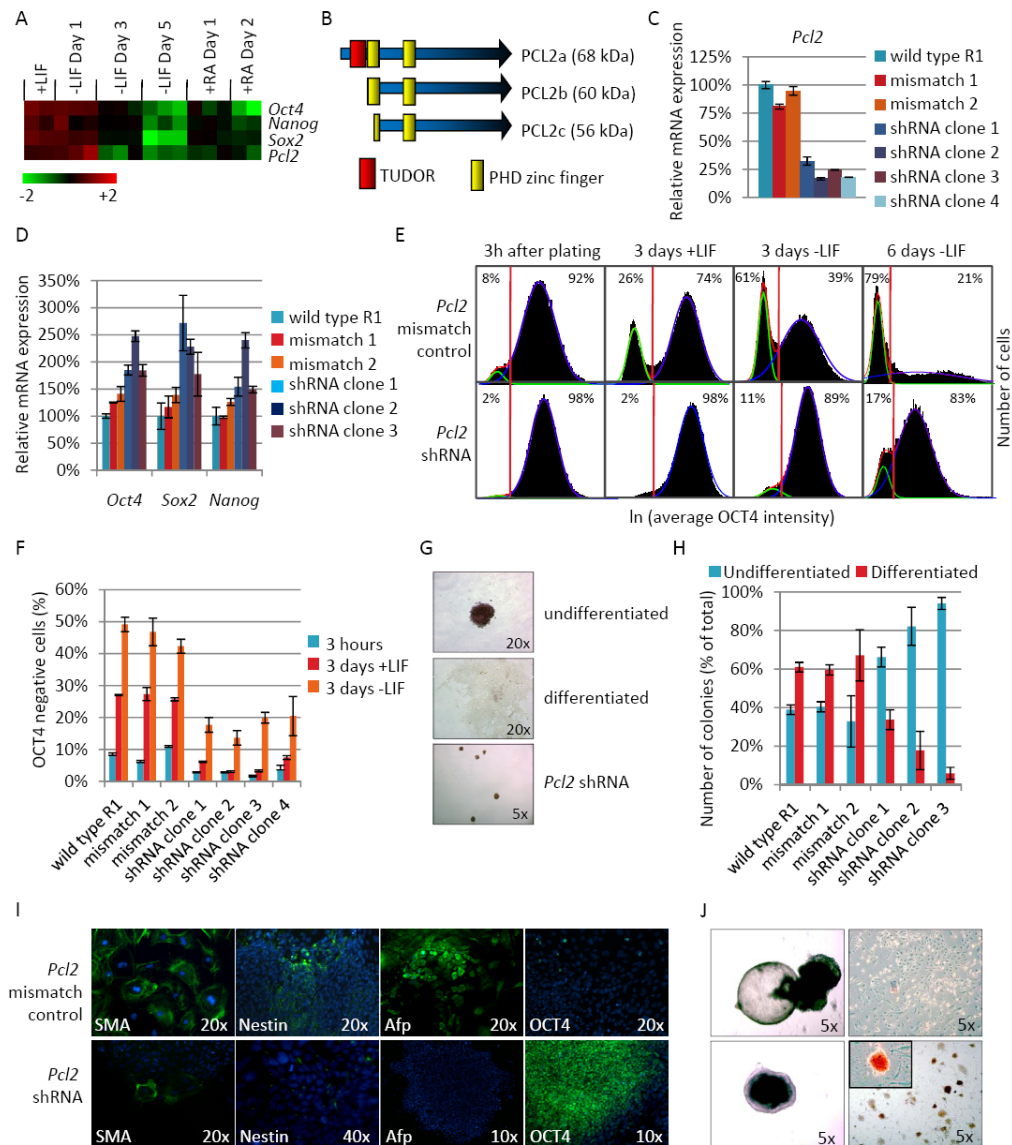 A
+LIF
-LIF Day 1
-LIF Day 3
-LIF Day 5
+RA Day 1
+RA Day 2
Oct4
Nanog
Sox2
Pcl2
-2 +2
B
PCL2a (68 kDa)
PCL2b (60 kDa)
PCL2c (56 kDa)
TUDOR
PHD zinc finger
C
Pcl2
Relative mRNA expression
125%
100%
75%
50%
25%
0%
wild type R1
mismatch 1
mismatch 2
shRNA clone 1
shRNA clone 2
shRNA clone 3
shRNA clone 4
D
Relative mRNA expression
350%
300%
250%
200%
150%
100%
50%
0%
Oct4 Sox2 Nanog
wild type R1
mismatch 1
mismatch 2
shRNA clone 1
shRNA clone 2
shRNA clone 3
E
3h after plating 3 days +LIF 3 days -LIF 6 days -LIF
Pcl2
mismatch
control
8% 92% 26% 74% 61% 39% 79% 21%
Pcl2
shRNA
2% 98% 2% 98% 11% 89% 17% 83%
Number of cells
ln (average OCT4 intensity)
F
OCT4 negative cells (%)
60%
50%
40%
30%
20%
10%
0%
wild type R1
mismatch 1
mismatch 2
shRNA clone 1
shRNA clone 2
shRNA clone 3
shRNA clone 4
3 hours
3 days +LIF
3 days -LIF
G
20x
undifferentiated
20x
differentiated
5x
Pcl2 shRNA
H
Undifferentiated Differentiated
Number of colonies (% of total)
100%
80%
60%
40%
20%
0%
wild type R1
mismatch 1
mismatch 2
shRNA clone 1
shRNA clone 2
shRNA clone 3
I
Pcl2
mismatch
control
SMA 20x Nestin 20x Afp 20x OCT4 20x
Pcl2
shRNA
SMA 20x Nestin 40x Afp 10x OCT4 10x
J
5x 5x
5x 5x